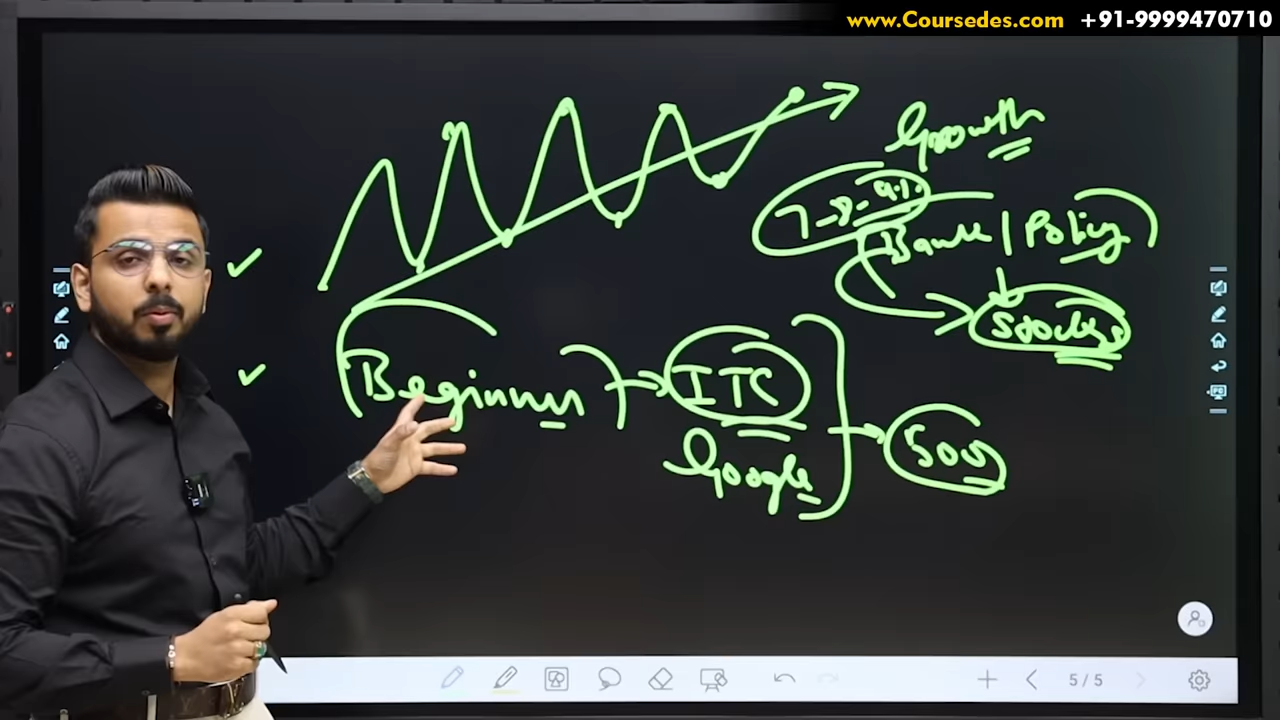 www.Coursedes.com +91-9999470710
Growth
7-8-9%
Bank | Policy
Stocks
Beginner
ITC
Google
500
5/5